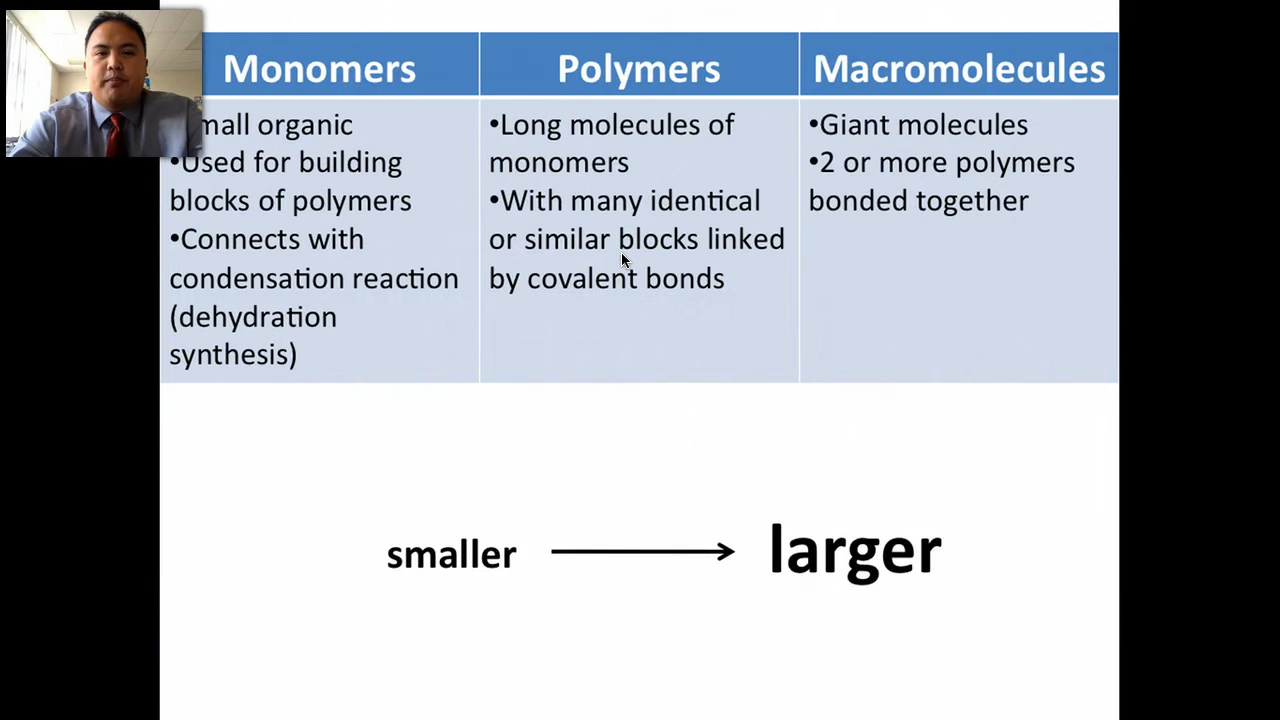 Monomers
mall organic
•Used for building
blocks of polymers
•Connects with
condensation reaction
(dehydration
synthesis)
Polymers
•Long molecules of
monomers
•With many identical
or similar blocks linked
by covalent bonds
Macromolecules
•Giant molecules
•2 or more polymers
bonded together
smaller
larger